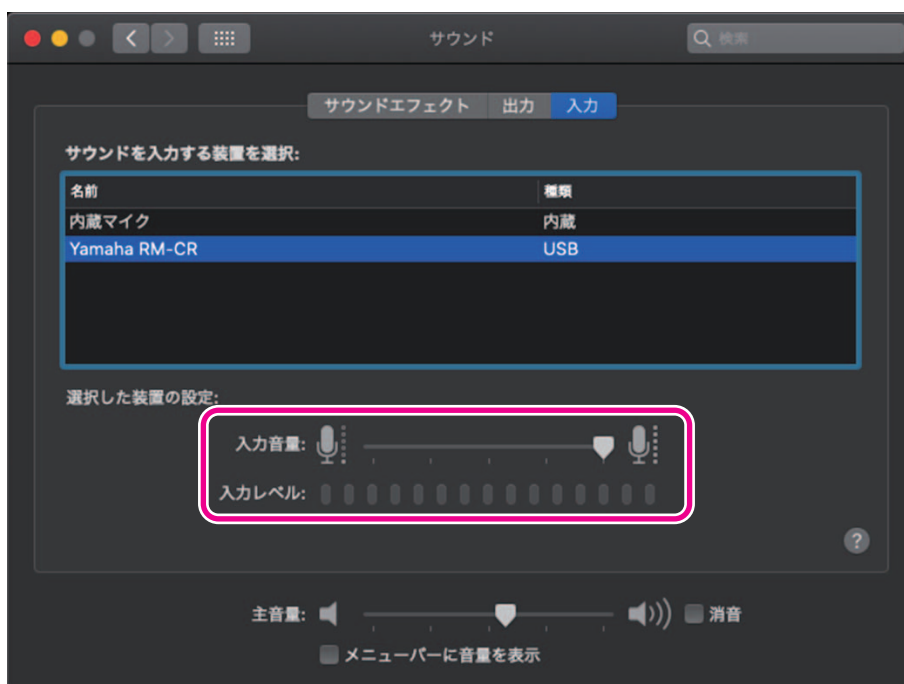 サウンド
検索
サウンドエフェクト 出力 入力
サウンドを入力する装置を選択:
名前 種類
内蔵マイク 内蔵
Yamaha RM-CR USB
選択した装置の設定:
入力音量:
入力レベル:
?
主音量: 消音
メニューバーに音量を表示